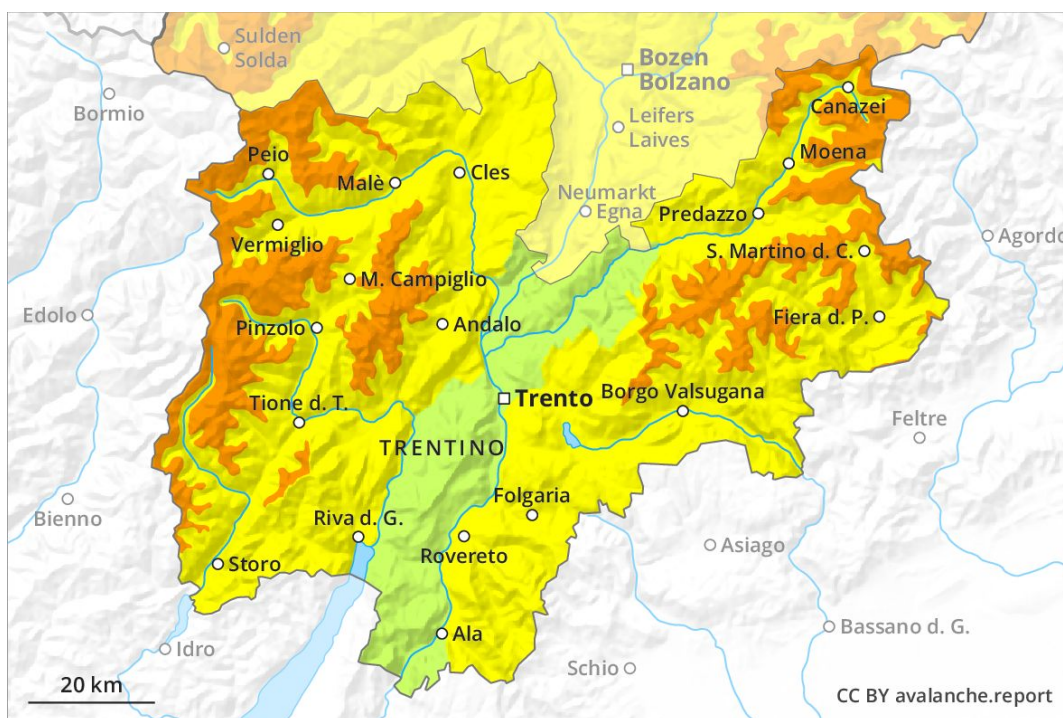 Sulden
Solda
Bozen
Bolzano
Bormio
Canazei
Leifers
Laives
Peio
Malè
Cles
Moena
Neumarkt
Egna
Predazzo
Vermiglio
S. Martino d. C.
Agordo
M. Campiglio
Edolo
Pinzolo
Andalo
Fiera d. P.
Trento
Borgo Valsugana
Tione d. T.
Feltre
TRENTINO
Bienno
Folgaria
Riva d. G.
Rovereto
Asiago
Storo
Ala
Bassano d. G.
Idro
Schio
20 km
CC BY avalanche.report